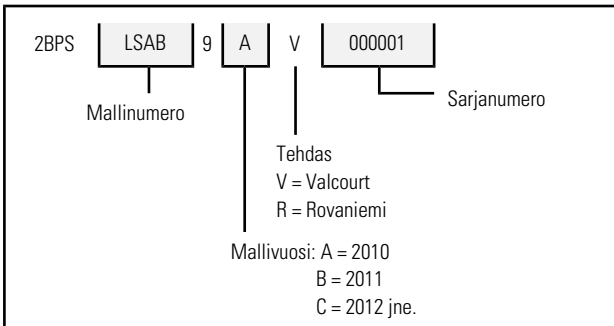 2BPS LSAB 9 A V 000001
Mallinumero
Sarjanumero
Tehdas
V = Valcourt
R = Rovaniemi
Mallivuosi: A = 2010
B = 2011
C = 2012 jne.